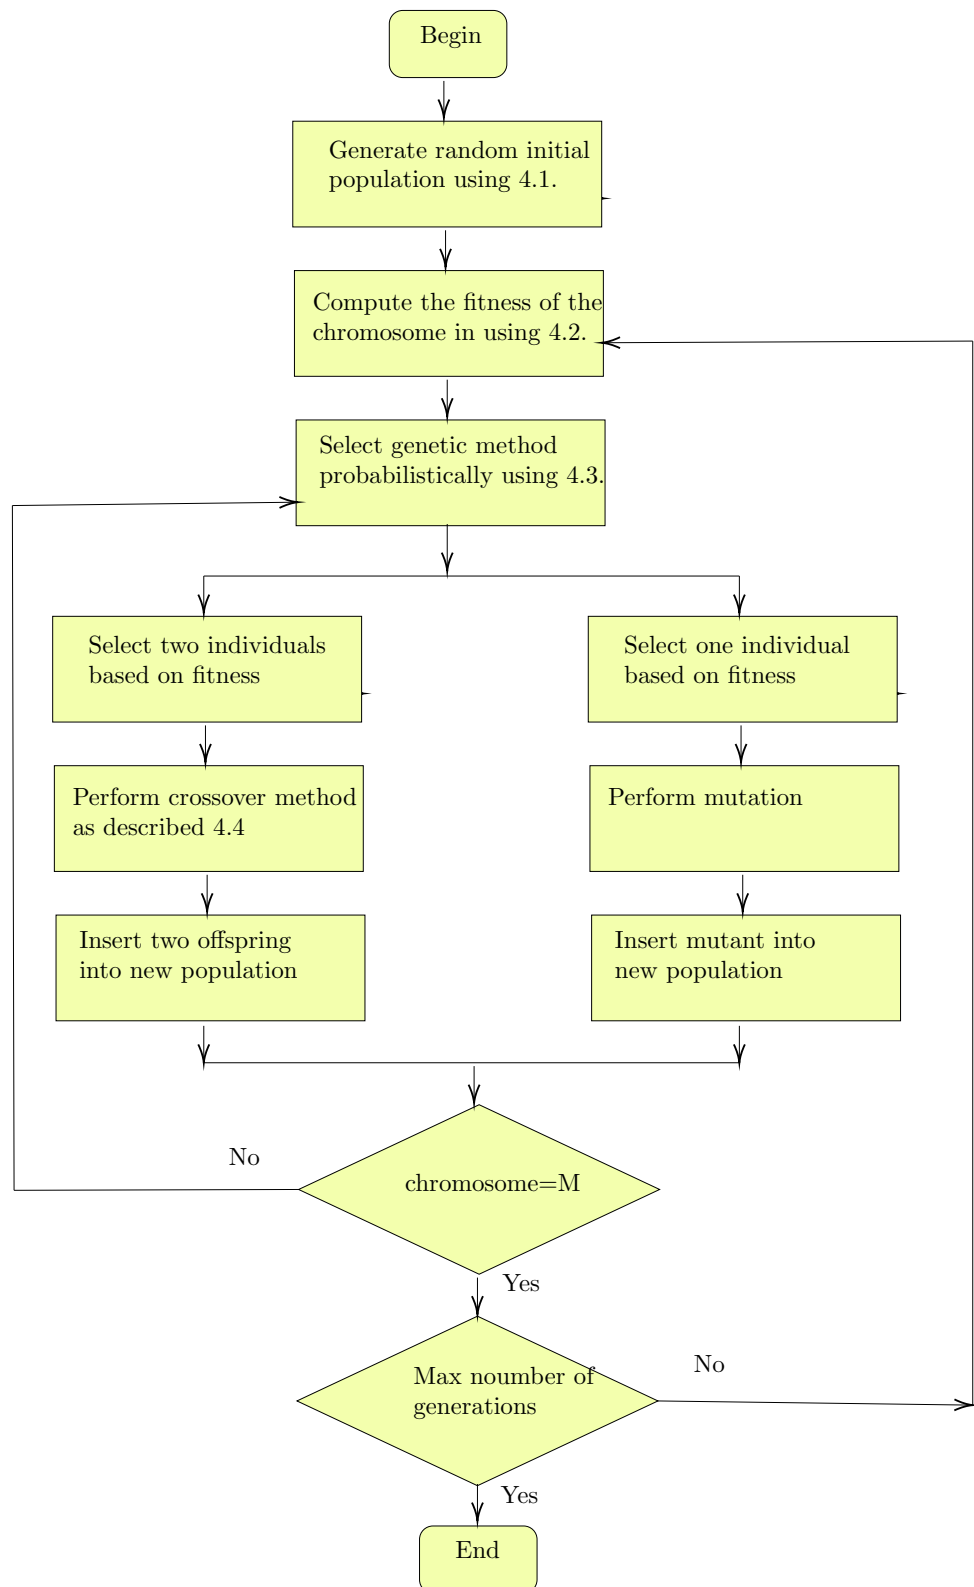 Begin
Generate random initial
population using 4.1.
Compute the fitness of the
chromosome in using 4.2.
Select genetic method
probabilistically using 4.3.
Select two individuals
based on fitness
Select one individual
based on fitness
Perform crossover method
as described 4.4
Perform mutation
Insert two offspring
into new population
Insert mutant into
new population
No
chromosome=M
Yes
Max noumber of
generations
No
Yes
End